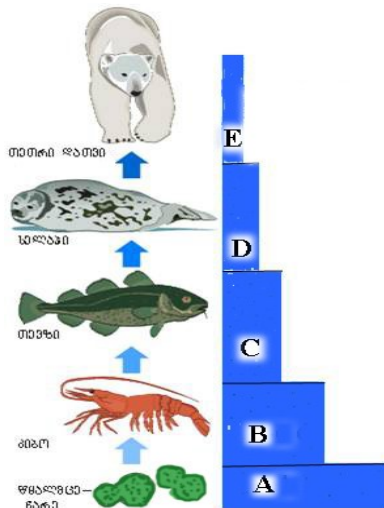 თეთრი დათვი
E
სელაპი
D
თევზი
C
კიბო
B
წყალმცე–
ნარე
A